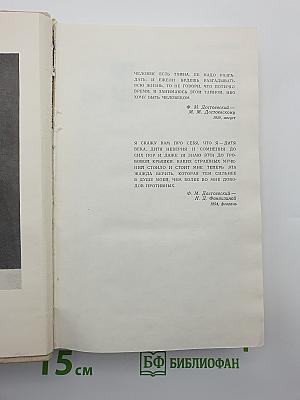 ЧЕЛОВЕК ЕСТЬ ТАЙНА. ЕЕ НАДО РАЗГА-
ДАТЬ, И ЕЖЕЛИ БУДЕШЬ РАЗГАДЫВАТЬ
ВСЮ ЖИЗНЬ, ТО НЕ ГОВОРИ, ЧТО ПОТЕРЯЛ
ВРЕМЯ; Я ЗАНИМАЮСЬ ЭТОЙ ТАЙНОЙ, ИБО
ХОЧУ БЫТЬ ЧЕЛОВЕКОМ.
Ф. М. Достоевский —
М. М. Достоевскому
1839, август
Я СКАЖУ ВАМ ПРО СЕБЯ, ЧТО Я — ДИТЯ
ВЕКА, ДИТЯ НЕВЕРИЯ И СОМНЕНИЯ ДО
СИХ ПОР И ДАЖЕ (Я ЗНАЮ ЭТО) ДО ГРО-
БОВОЙ КРЫШКИ. КАКИХ СТРАШНЫХ МУЧЕ-
НИЙ СТОИЛО И СТОИТ МНЕ ТЕПЕРЬ ЭТА
ЖАЖДА ВЕРИТЬ, КОТОРАЯ ТЕМ СИЛЬНЕЕ
В ДУШЕ МОЕЙ, ЧЕМ БОЛЕЕ ВО МНЕ ДОВО-
ДОВ ПРОТИВНЫХ.
Ф. М. Достоевский —
Н. Д. Фонвизиной
1854, февраль
15 см
БФ БИБЛИОФАН